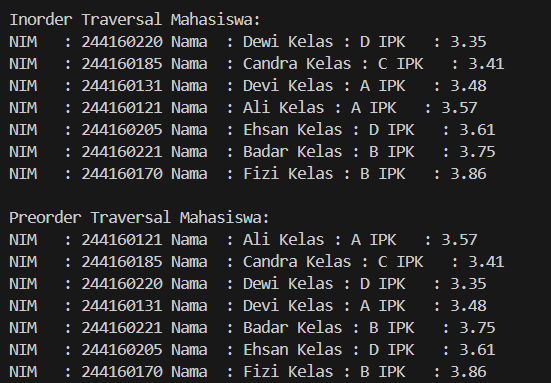 Inorder Traversal Mahasiswa:
NIM   : 244160220 Nama  : Dewi Kelas : D IPK   : 3.35
NIM   : 244160185 Nama  : Candra Kelas : C IPK   : 3.41
NIM   : 244160131 Nama  : Devi Kelas : A IPK   : 3.48
NIM   : 244160121 Nama  : Ali Kelas : A IPK   : 3.57
NIM   : 244160205 Nama  : Ehsan Kelas : D IPK   : 3.61
NIM   : 244160221 Nama  : Badar Kelas : B IPK   : 3.75
NIM   : 244160170 Nama  : Fizi Kelas : B IPK   : 3.86

Preorder Traversal Mahasiswa:
NIM   : 244160121 Nama  : Ali Kelas : A IPK   : 3.57
NIM   : 244160185 Nama  : Candra Kelas : C IPK   : 3.41
NIM   : 244160220 Nama  : Dewi Kelas : D IPK   : 3.35
NIM   : 244160131 Nama  : Devi Kelas : A IPK   : 3.48
NIM   : 244160221 Nama  : Badar Kelas : B IPK   : 3.75
NIM   : 244160205 Nama  : Ehsan Kelas : D IPK   : 3.61
NIM   : 244160170 Nama  : Fizi Kelas : B IPK   : 3.86